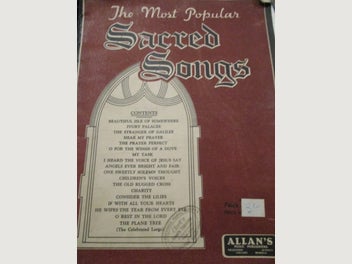 The Most Popular
Sacred
Songs
CONTENTS
BEAUTIFUL ISLE OF SOMEWHERE
IVORY PALACES
THE STRANGER OF GALILEE
HEAR MY PRAYER
THE PRAYER PERFECT
O FOR THE WINGS OF A DOVE
MY TASK
I HEARD THE VOICE OF JESUS SAY
ANGELS EVER BRIGHT AND FAIR
ONE SWEETLY SOLEMN THOUGHT
CHILDREN'S VOICES
THE OLD RUGGED CROSS
CHARITY
CONSIDER THE LILIES
IF WITH ALL YOUR HEARTS
HE WIPES THE TEAR FROM EVERY EYE
O REST IN THE LORD
THE PLANE TREE
(The Celebrated Largo)
ALLAN'S